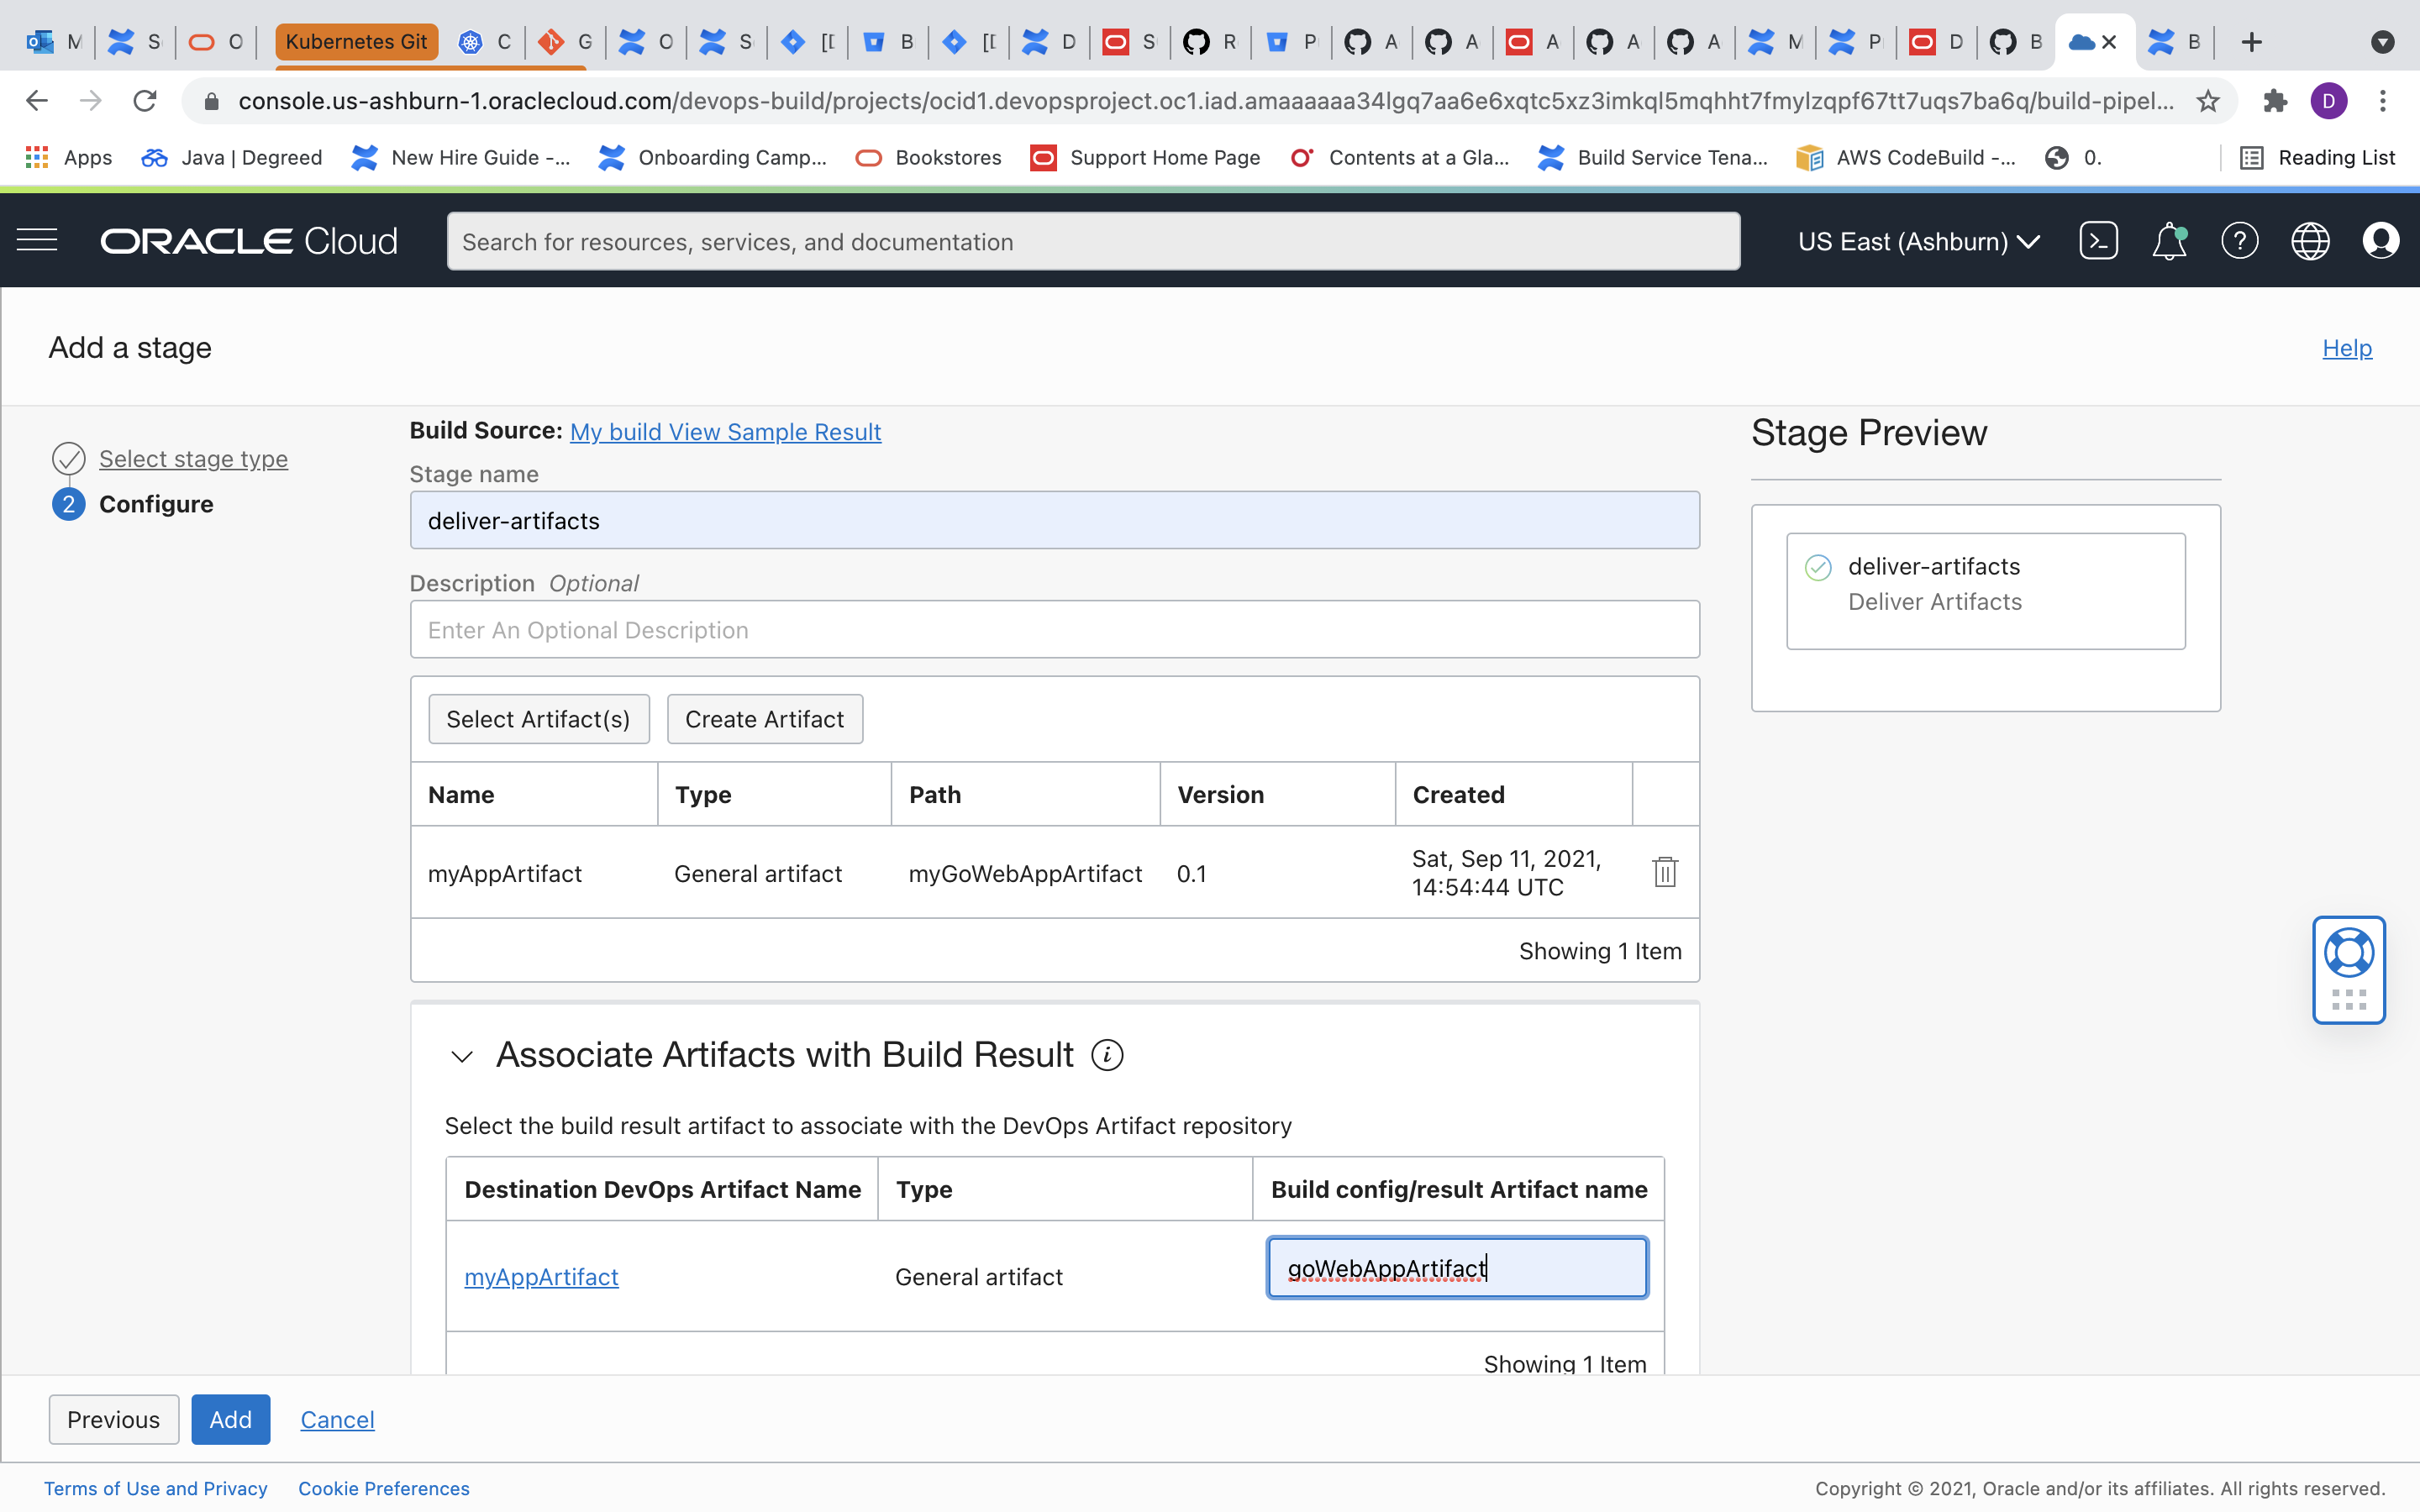 M S O Kubernetes Git C G O S [D B [D D S R P A A A A A M P D B B
console.us-ashburn-1.oraclecloud.com/devops-build/projects/ocid1.devopsproject.oc1.iad.amaaaaaa34lgq7aa6e6xqtc5xz3imkql5mqhht7fmylzqpf67tt7uqs7ba6q/build-pipel... D
Apps Java | Degreed New Hire Guide -... Onboarding Camp... Bookstores Support Home Page Contents at a Gla... Build Service Tena... AWS CodeBuild -... 0. Reading List
ORACLE Cloud Search for resources, services, and documentation US East (Ashburn)
Add a stage Help
Select stage type
2 Configure
Build Source: My build View Sample Result
Stage name
deliver-artifacts
Description Optional
Enter An Optional Description
Select Artifact(s) Create Artifact
Name Type Path Version Created
myAppArtifact General artifact myGoWebAppArtifact 0.1 Sat, Sep 11, 2021,
14:54:44 UTC
Showing 1 Item
Associate Artifacts with Build Result
Select the build result artifact to associate with the DevOps Artifact repository
Destination DevOps Artifact Name Type Build config/result Artifact name
myAppArtifact General artifact goWebAppArtifact
Showing 1 Item
Stage Preview
deliver-artifacts
Deliver Artifacts
Previous Add Cancel
Terms of Use and Privacy Cookie Preferences Copyright © 2021, Oracle and/or its affiliates. All rights reserved.